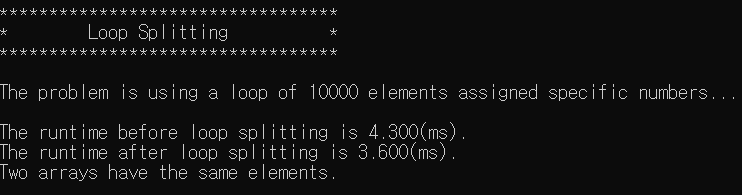 **********************************
*        Loop Splitting          *
**********************************
The problem is using a loop of 10000 elements assigned specific numbers...
The runtime before loop splitting is 4.300(ms).
The runtime after loop splitting is 3.600(ms).
Two arrays have the same elements.